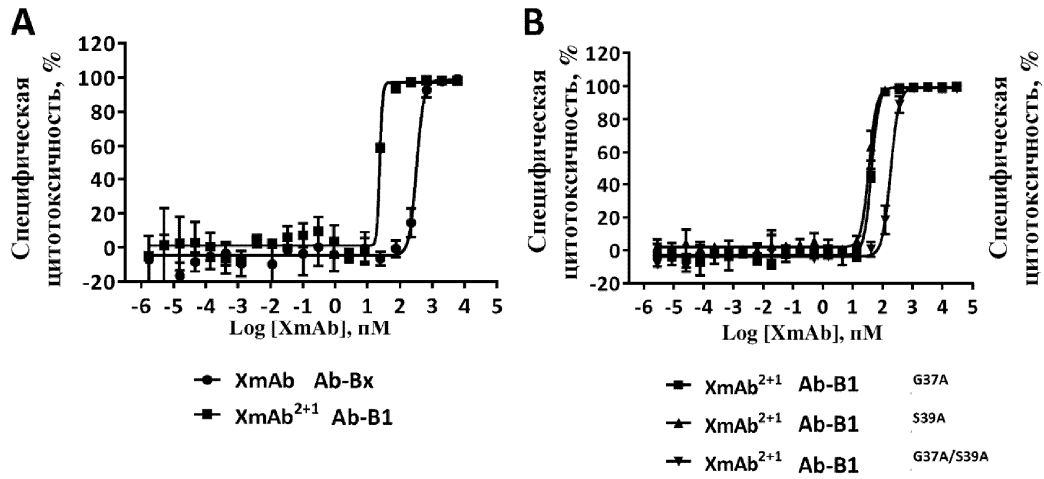 A
Специфическая
цитотоксичность, %
120
100
80
60
40
20
0
-20
-6 -5 -4 -3 -2 -1 0 1 2 3 4 5
Log [XmAb], пМ
XmAb Ab-Bx
XmAb2+1 Ab-B1
B
Специфическая
цитотоксичность, %
120
100
80
60
40
20
0
-20
-6 -5 -4 -3 -2 -1 0 1 2 3 4 5
Log [XmAb], пМ
XmAb2+1 Ab-B1 G37A
XmAb2+1 Ab-B1 S39A
XmAb2+1 Ab-B1 G37A/S39A
Специфическая
цитотоксичность, %